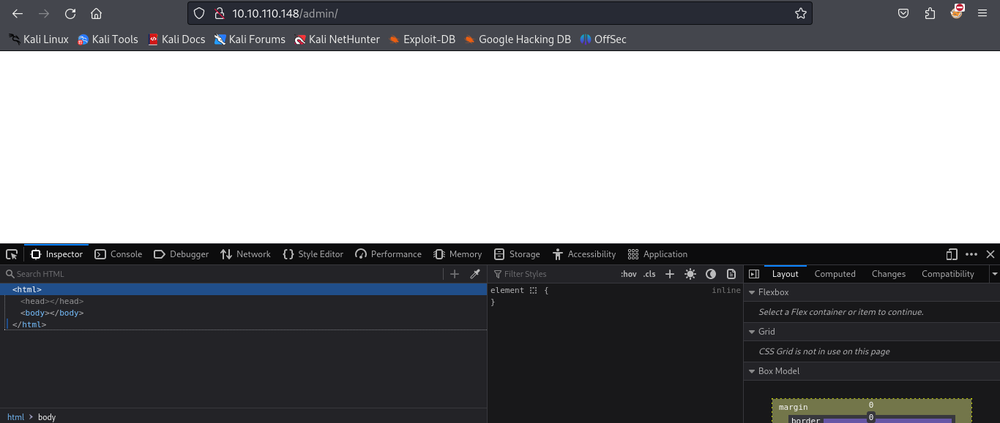 10.10.110.148/admin/
Kali Linux Kali Tools Kali Docs Kali Forums Kali NetHunter Exploit-DB Google Hacking DB OffSec
Inspector Console Debugger Network Style Editor Performance Memory Storage Accessibility Application
Search HTML
<html>
<head></head>
<body></body>
</html>
html > body
Filter Styles :hov .cls
element { inline
}
Layout Computed Changes Compatibility
Flexbox
Select a Flex container or item to continue.
Grid
CSS Grid is not in use on this page
Box Model
margin 0
border 0